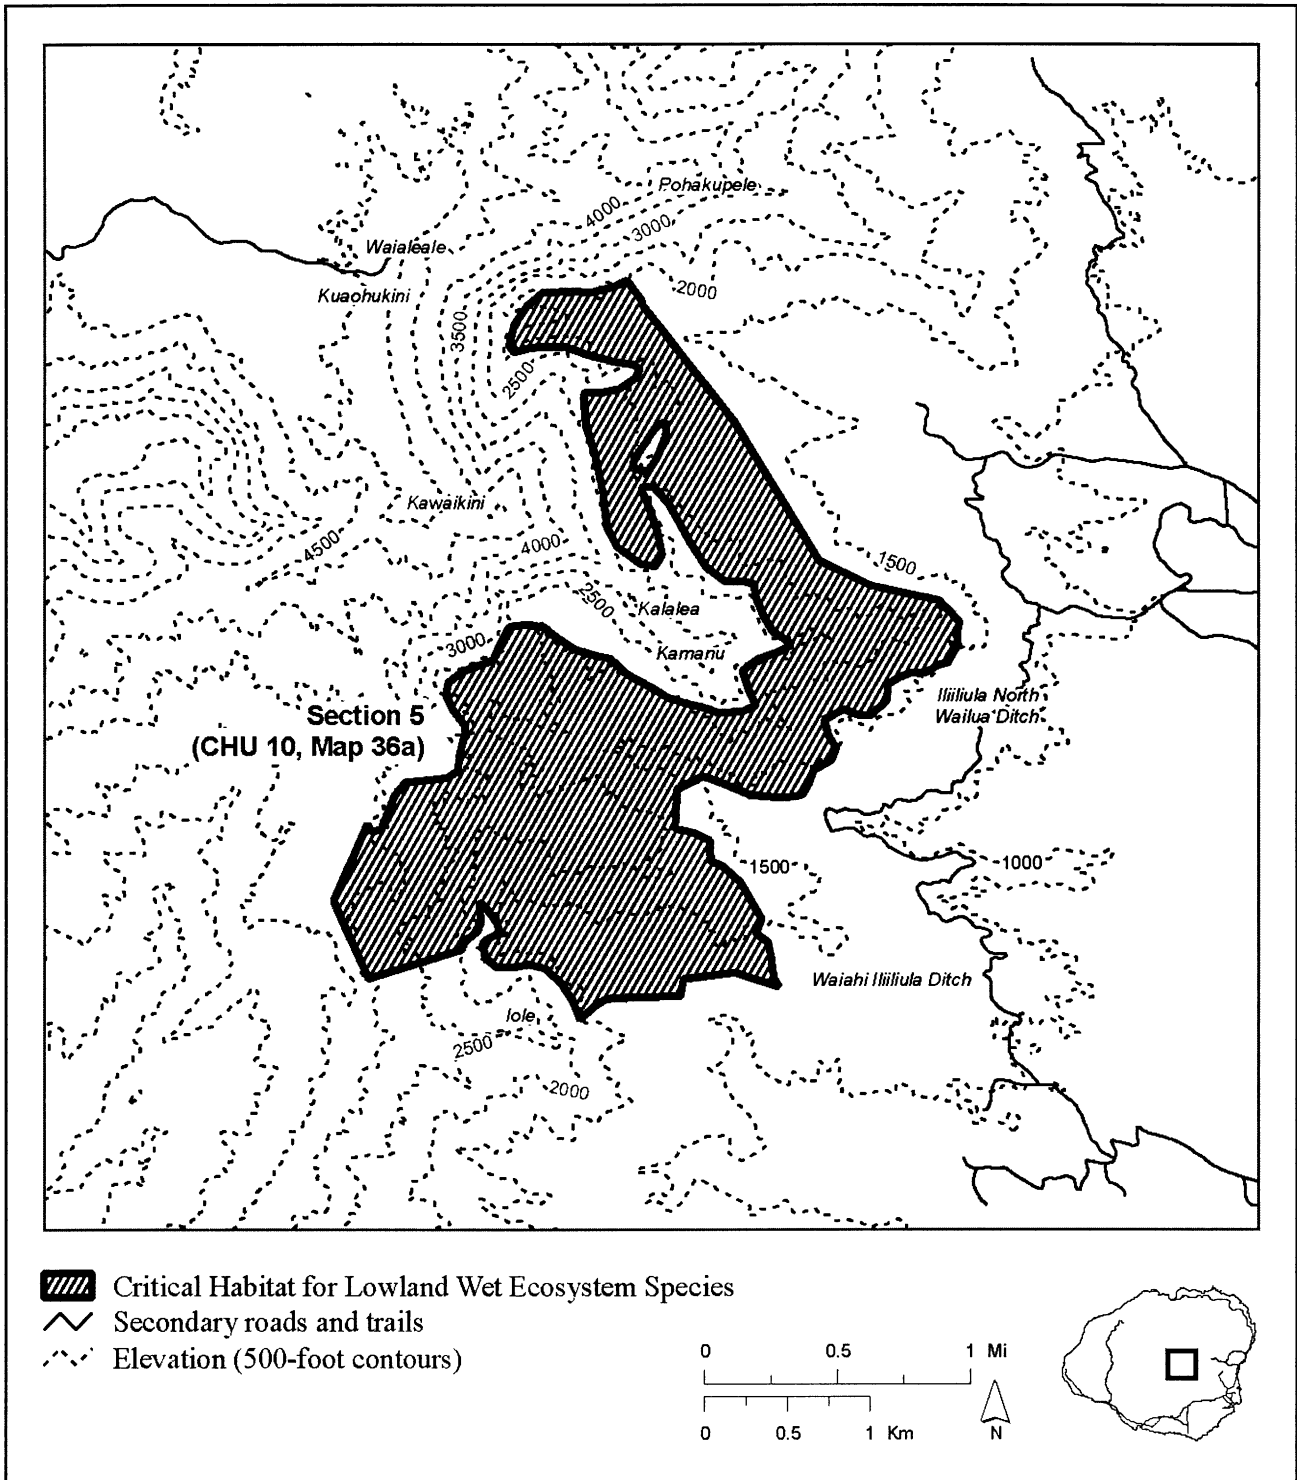 Pohakupele
4000
3000
Waialeale
Kuaohukini
2000
3500
2500
Kawaikini
4500
4000
1500
2500
Kalalea
3000
Kamanu
Iliiliula North
Wailua Ditch
Section 5
(CHU 10, Map 36a)
1500
1000
Waiahi Iliiliula Ditch
Iole
2500
2000
Critical Habitat for Lowland Wet Ecosystem Species
Secondary roads and trails
Elevation (500-foot contours)
0 0.5 1 Mi
0 0.5 1 Km
N